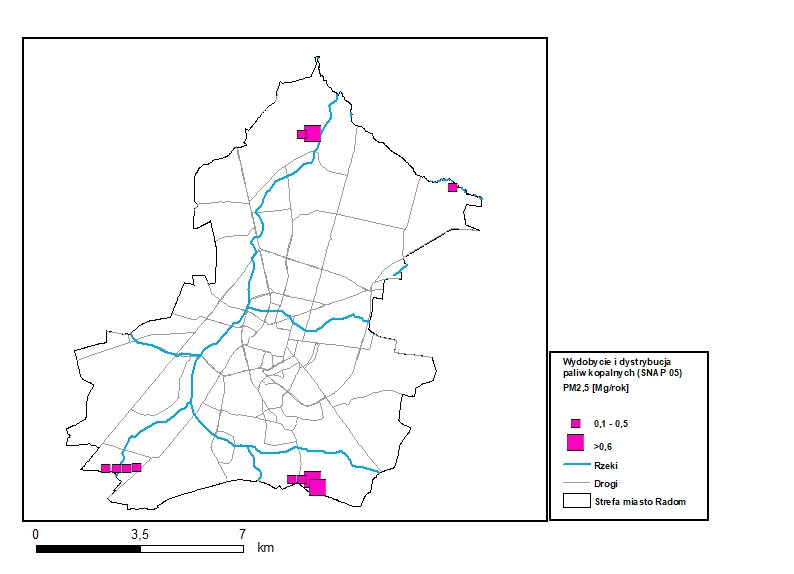 Wydobycie i dystrybucja
paliw kopalnych (SNAP 05)
PM2,5 [Mg/rok]
0,1 - 0,5
>0,6
Rzeki
Drogi
Strefa miasto Radom
0 3,5 7
km